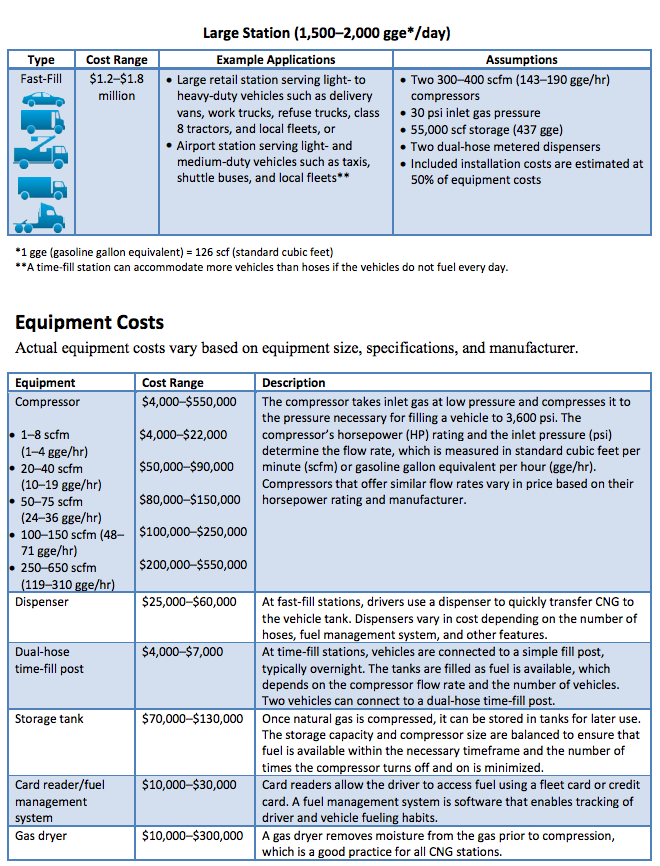 Large Station (1,500–2,000 gge*/day)
Type Cost Range Example Applications Assumptions
Fast-Fill
$1.2–$1.8
million
• Large retail station serving light- to
heavy-duty vehicles such as delivery
vans, work trucks, refuse trucks, class
8 tractors, and local fleets, or
• Airport station serving light- and
medium-duty vehicles such as taxis,
shuttle buses, and local fleets**
• Two 300–400 scfm (143–190 gge/hr)
compressors
• 30 psi inlet gas pressure
• 55,000 scf storage (437 gge)
• Two dual-hose metered dispensers
• Included installation costs are estimated at
50% of equipment costs
*1 gge (gasoline gallon equivalent) = 126 scf (standard cubic feet)
**A time-fill station can accommodate more vehicles than hoses if the vehicles do not fuel every day.
Equipment Costs
Actual equipment costs vary based on equipment size, specifications, and manufacturer.
Equipment Cost Range Description
Compressor
• 1–8 scfm
(1–4 gge/hr)
• 20–40 scfm
(10–19 gge/hr)
• 50–75 scfm
(24–36 gge/hr)
• 100–150 scfm (48–
71 gge/hr)
• 250–650 scfm
(119–310 gge/hr)
$4,000–$550,000
$4,000–$22,000
$50,000–$90,000
$80,000–$150,000
$100,000–$250,000
$200,000–$550,000
The compressor takes inlet gas at low pressure and compresses it to
the pressure necessary for filling a vehicle to 3,600 psi. The
compressor's horsepower (HP) rating and the inlet pressure (psi)
determine the flow rate, which is measured in standard cubic feet per
minute (scfm) or gasoline gallon equivalent per hour (gge/hr).
Compressors that offer similar flow rates vary in price based on their
horsepower rating and manufacturer.
Dispenser
$25,000–$60,000
At fast-fill stations, drivers use a dispenser to quickly transfer CNG to
the vehicle tank. Dispensers vary in cost depending on the number of
hoses, fuel management system, and other features.
Dual-hose
time-fill post
$4,000–$7,000
At time-fill stations, vehicles are connected to a simple fill post,
typically overnight. The tanks are filled as fuel is available, which
depends on the compressor flow rate and the number of vehicles.
Two vehicles can connect to a dual-hose time-fill post.
Storage tank
$70,000–$130,000
Once natural gas is compressed, it can be stored in tanks for later use.
The storage capacity and compressor size are balanced to ensure that
fuel is available within the necessary timeframe and the number of
times the compressor turns off and on is minimized.
Card reader/fuel
management
system
$10,000–$30,000
Card readers allow the driver to access fuel using a fleet card or credit
card. A fuel management system is software that enables tracking of
driver and vehicle fueling habits.
Gas dryer
$10,000–$300,000
A gas dryer removes moisture from the gas prior to compression,
which is a good practice for all CNG stations.